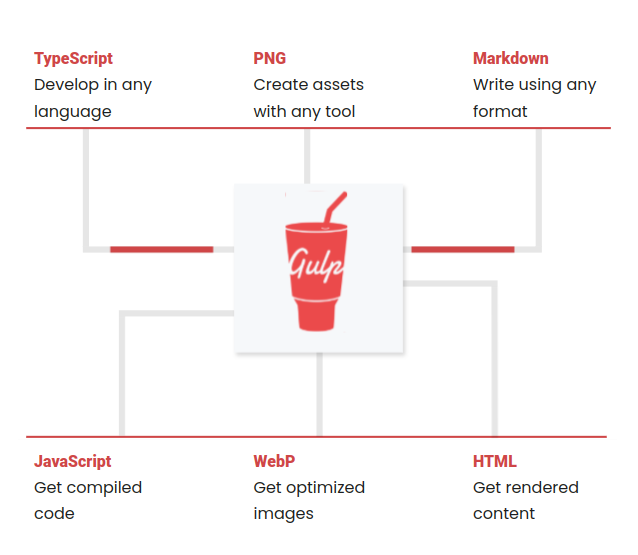 TypeScript
Develop in any
language
PNG
Create assets
with any tool
Markdown
Write using any
format
Gulp
JavaScript
Get compiled
code
WebP
Get optimized
images
HTML
Get rendered
content